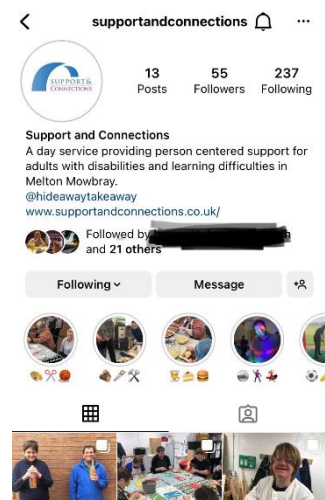 supportandconnections
SUPPORT&
CONNECTIONS
13 55 237
Posts Followers Following
Support and Connections
A day service providing person centered support for
adults with disabilities and learning difficulties in
Melton Mowbray.
@hideawaytakeaway
www.supportandconnections.co.uk/
Followed by
and 21 others
Following Message